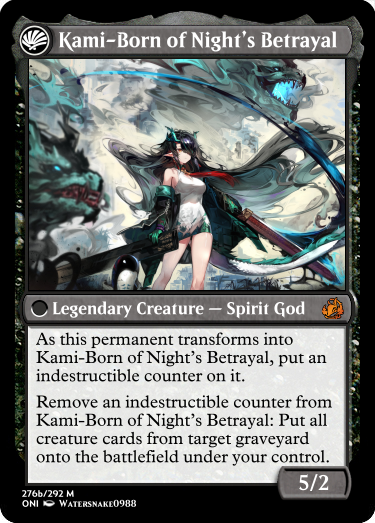 Kami-Born of Night's Betrayal
Legendary Creature — Spirit God
As this permanent transforms into
Kami-Born of Night's Betrayal, put an
indestructible counter on it.
Remove an indestructible counter from
Kami-Born of Night's Betrayal: Put all
creature cards from target graveyard
onto the battlefield under your control.
5/2
276b/292 M
ONI Watersnake0988